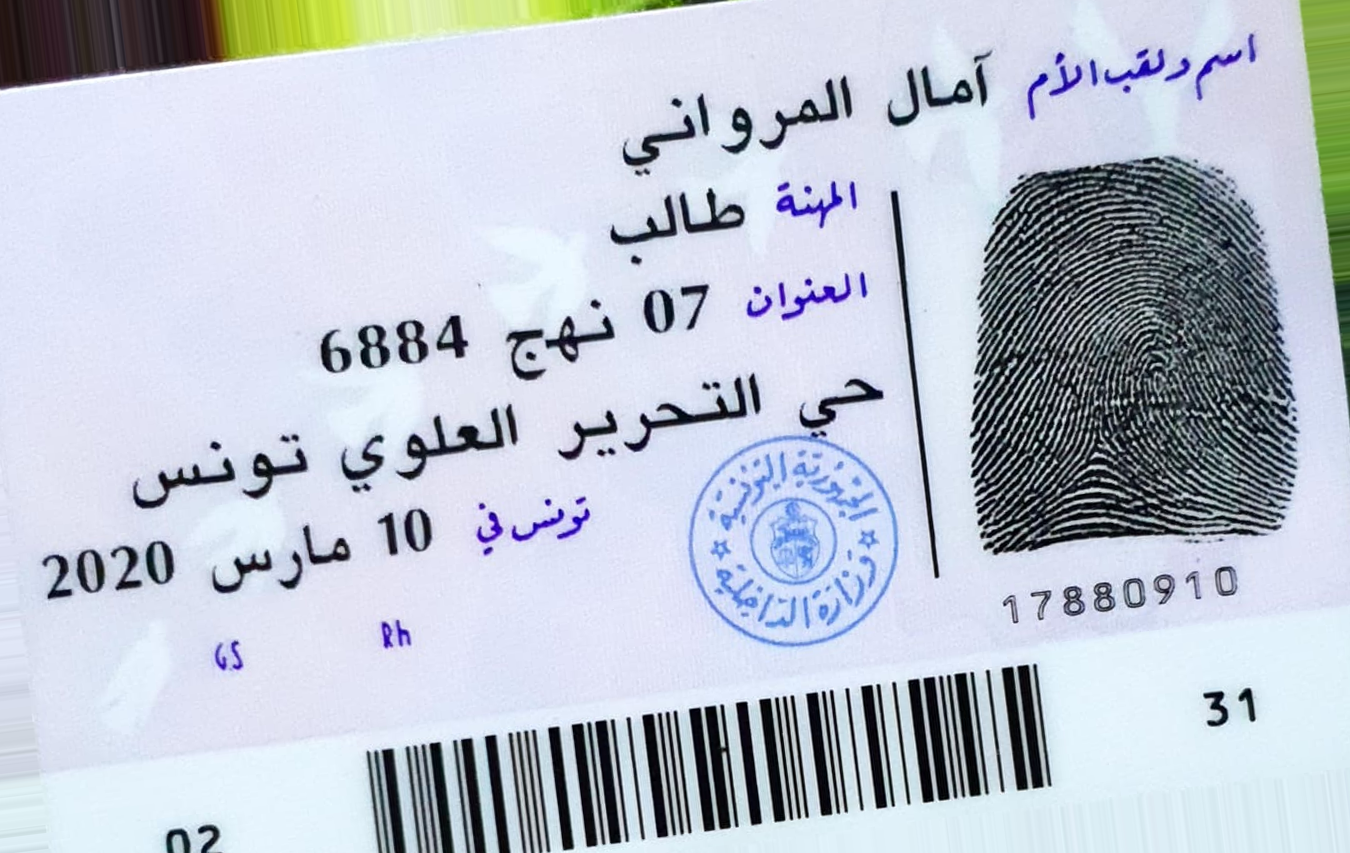 اسم ولقب الأم آمال المرواني
المهنة طالب
العنوان 07 نهج 6884
حي التحرير العلوي تونس
تونس في 10 مارس 2020
الجمهورية التونسية
وزارة الداخلية
17880910
GS Rh
31
02